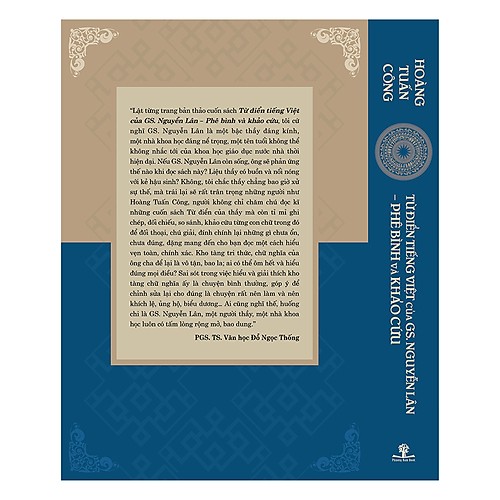 “Lật từng trang bản thảo cuốn sách Từ điển tiếng Việt
của GS. Nguyễn Lân – Phê bình và khảo cứu, tôi cứ
nghĩ GS. Nguyễn Lân là một bậc thầy đáng kính,
một nhà khoa học đáng nể trọng, một tên tuổi không thể
không nhắc tới của khoa học giáo dục nước nhà thời
hiện đại. Nếu GS. Nguyễn Lân còn sống, ông sẽ phản ứng
thế nào khi đọc sách này? Liệu thầy có buồn và nổi nóng
với kẻ hậu sinh? Không, tôi chắc thầy chẳng bao giờ xử
sự thế, mà trái lại sẽ rất trân trọng những người như
Hoàng Tuấn Công, người không chỉ chăm chú đọc kĩ
những cuốn sách Từ điển của thầy mà còn tỉ mỉ ghi
chép, đối chiếu, so sánh, khảo cứu từng con chữ trong đó
để đối thoại, chú giải, đính chính lại những gì chưa ổn,
chưa đúng, dặng mang đến cho bạn đọc một cách hiểu
vẹn toàn, chính xác. Kho tàng tri thức, chữ nghĩa của
ông cha để lại là vô tận, bao la; ai có thể ôm hết và hiểu
đúng mọi điều? Sai sót trong việc hiểu và giải thích kho
tàng chữ nghĩa ấy là chuyện bình thường, góp ý để
chỉnh sửa lại cho đúng là chuyện rất nên làm và nên
khích lệ, ủng hộ, biểu dương... Ai cũng nghĩ thế, huống
chi là GS. Nguyễn Lân, một người thầy, một nhà khoa
học luôn có tấm lòng rộng mở, bao dung.”
PGS. TS. Văn học Đỗ Ngọc Thống
HOÀNG
TUẤN
CÔNG
TỪ ĐIỂN TIẾNG VIỆT CỦA GS. NGUYỄN LÂN
– PHÊ BÌNH VÀ KHẢO CỨU
Phuong Nam Book